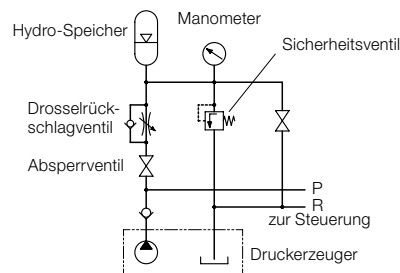 Manometer
Hydro-Speicher
Sicherheitsventil
Drosselrück-
schlagventil
Absperrventil
P
R
zur Steuerung
Druckerzeuger